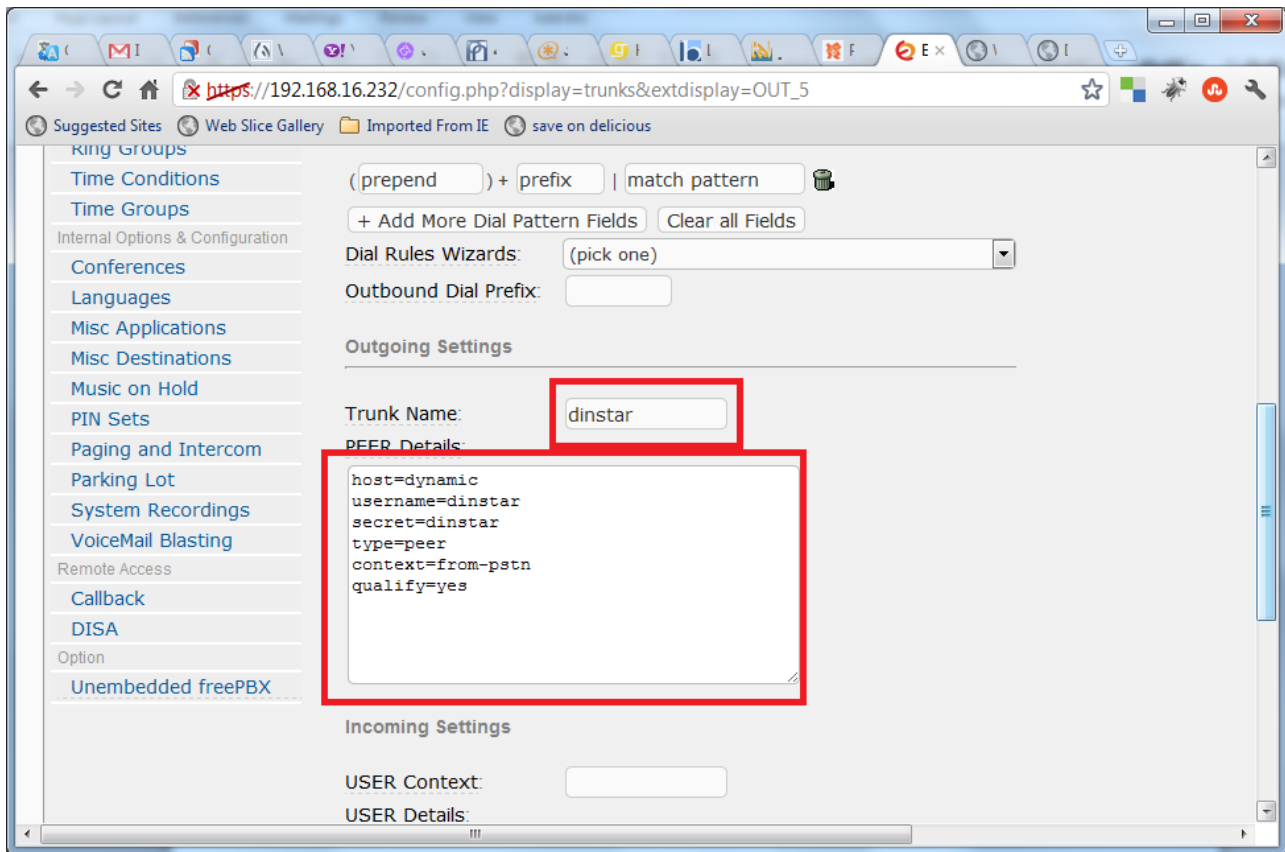 https://192.168.16.232/config.php?display=trunks&extdisplay=OUT_5
Suggested Sites Web Slice Gallery Imported From IE save on delicious
Ring Groups
Time Conditions
Time Groups
Internal Options & Configuration
Conferences
Languages
Misc Applications
Misc Destinations
Music on Hold
PIN Sets
Paging and Intercom
Parking Lot
System Recordings
VoiceMail Blasting
Remote Access
Callback
DISA
Option
Unembedded freePBX
( prepend ) + prefix | match pattern
+ Add More Dial Pattern Fields Clear all Fields
Dial Rules Wizards: (pick one)
Outbound Dial Prefix:
Outgoing Settings
Trunk Name: dinstar
PEER Details:
host=dynamic
username=dinstar
secret=dinstar
type=peer
context=from-pstn
qualify=yes
Incoming Settings
USER Context:
USER Details: